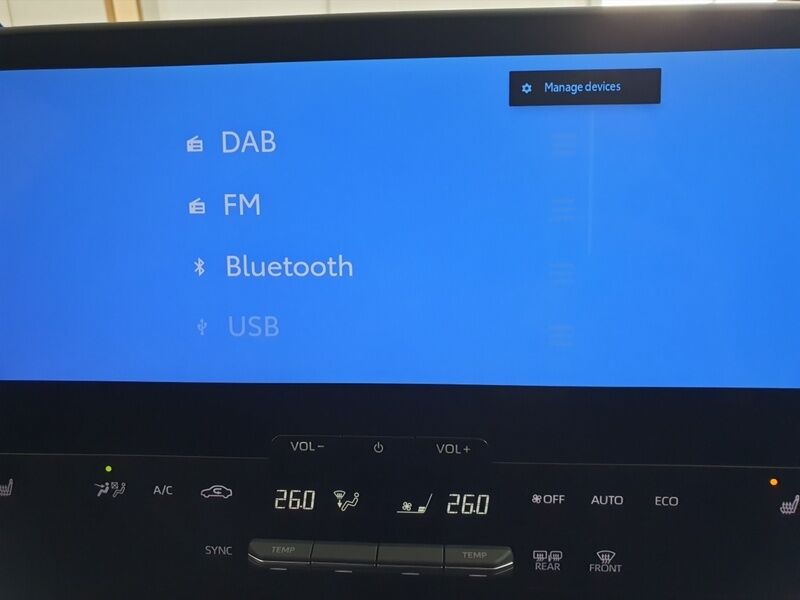 Manage devices
DAB
FM
Bluetooth
USB
VOL-
VOL+
A/C
26.0
26.0
OFF
AUTO
ECO
SYNC
TEMP
TEMP
REAR
FRONT